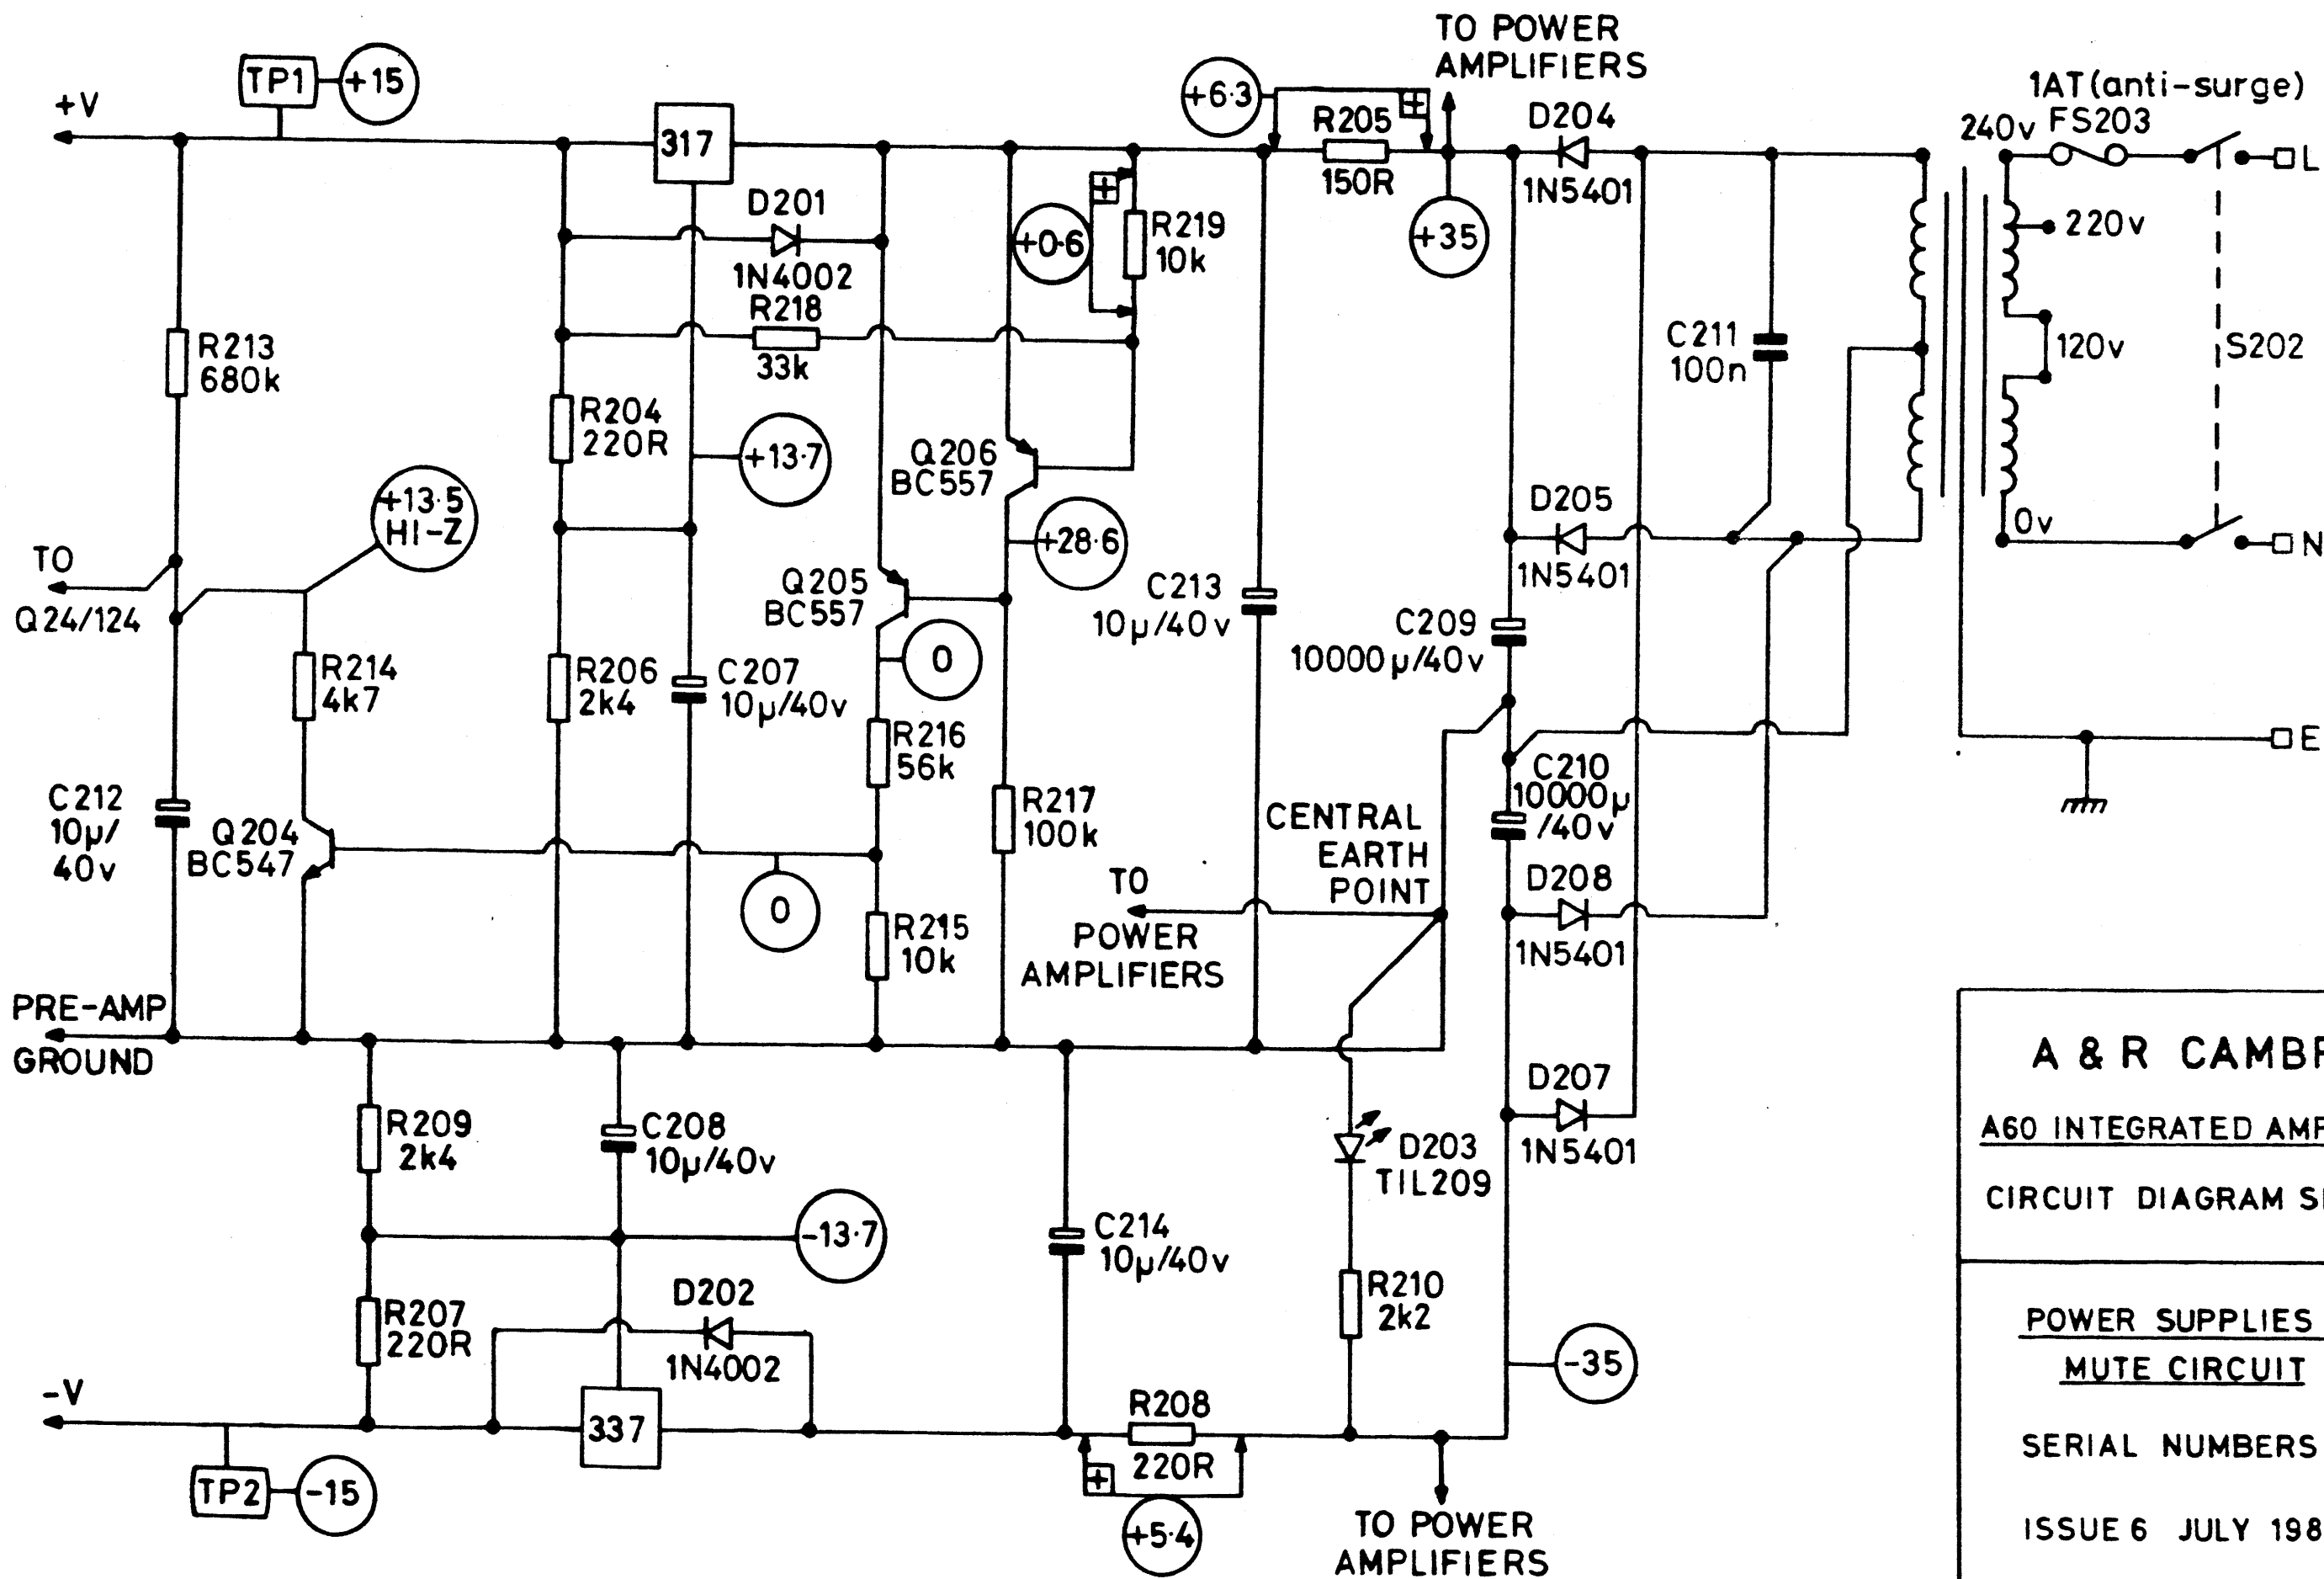 TO POWER
AMPLIFIERS
1AT(anti-surge)
FS203
240v
L
TP1
+15
+V
317
+6·3
+
R205
150R
D204
1N5401
+35
220v
D201
1N4002
+
+0·6
R219
10k
R218
33k
R213
680k
C211
100n
120v
S202
R204
220R
+13·7
Q206
BC557
+13·5
HI-Z
+28·6
D205
1N5401
0v
N
TO
Q24/124
Q205
BC557
0
C213
10µ/40v
C209
10000µ/40v
R214
4k7
R206
2k4
C207
10µ/40v
R216
56k
E
C212
10µ/
40v
Q204
BC547
R217
100k
C210
10000µ
/40v
CENTRAL
EARTH
POINT
0
R215
10k
TO
POWER
AMPLIFIERS
D208
1N5401
PRE-AMP
GROUND
R209
2k4
C208
10µ/40v
D203
TIL209
D207
1N5401
-13·7
C214
10µ/40v
R207
220R
D202
1N4002
R210
2k2
-35
-V
337
R208
220R
+
+5·4
TP2
-15
TO POWER
AMPLIFIERS
A & R CAMB
A60 INTEGRATED AMP
CIRCUIT DIAGRAM S
POWER SUPPLIES
MUTE CIRCUIT
SERIAL NUMBERS
ISSUE 6 JULY 198